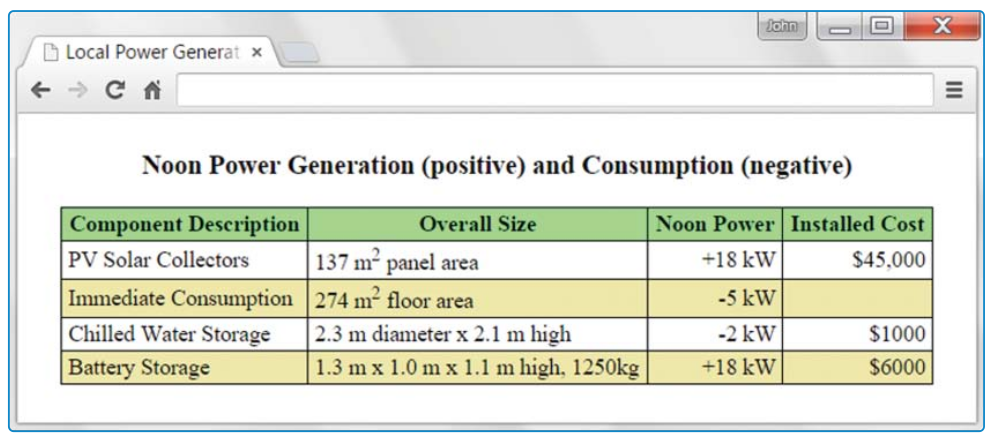 John
Local Power Generat
Noon Power Generation (positive) and Consumption (negative)
Component Description Overall Size Noon Power Installed Cost
PV Solar Collectors 137 m² panel area +18 kW $45,000
Immediate Consumption 274 m² floor area -5 kW
Chilled Water Storage 2.3 m diameter x 2.1 m high -2 kW $1000
Battery Storage 1.3 m x 1.0 m x 1.1 m high, 1250kg +18 kW $6000